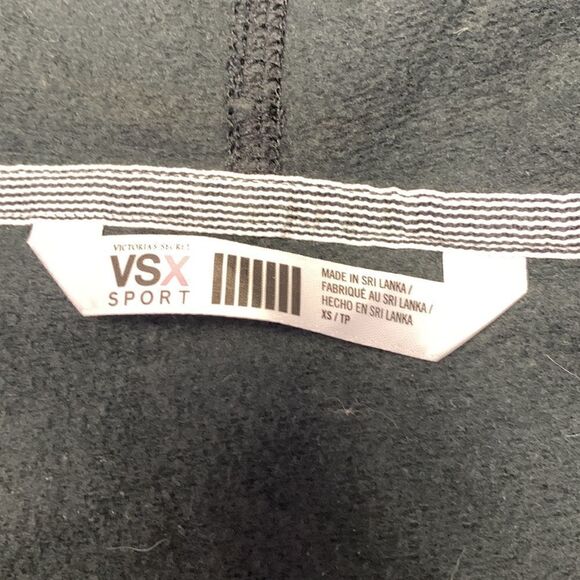 VICTORIA'S SECRET
VSX
SPORT
MADE IN SRI LANKA /
FABRIQUÉ AU SRI LANKA /
HECHO EN SRI LANKA
XS / TP